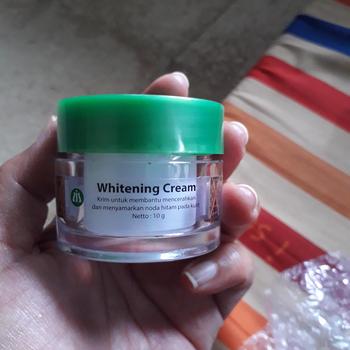 Whitening Cream
Krim untuk membantu mencerahkan
dan menyamarkan noda hitam pada kulit
Netto : 10 g